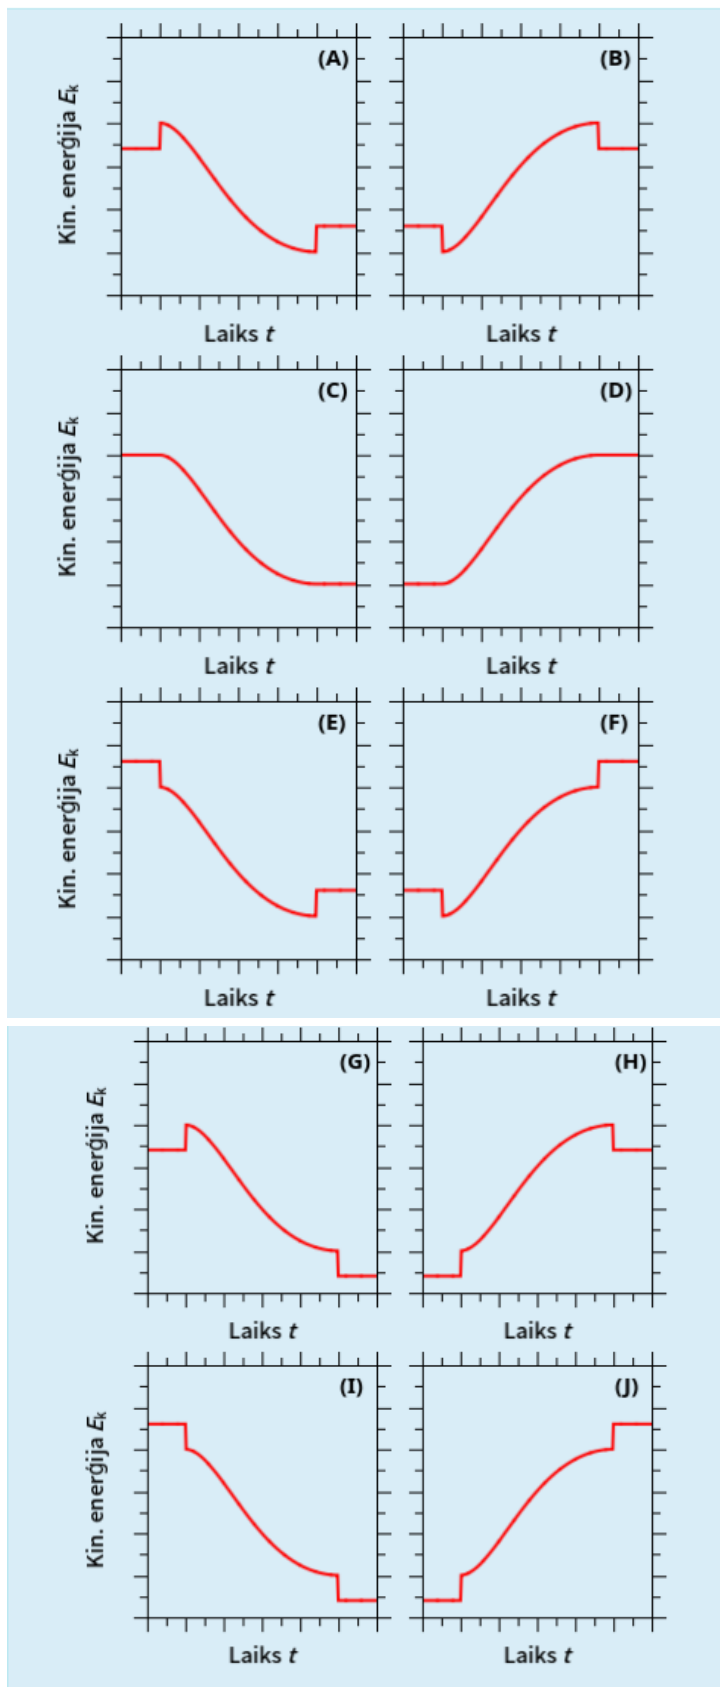 (A) (B)
Kin. enerģija Ek
Laiks t Laiks t
(C) (D)
Kin. enerģija Ek
Laiks t Laiks t
(E) (F)
Kin. enerģija Ek
Laiks t Laiks t
(G) (H)
Kin. enerģija Ek
Laiks t Laiks t
(I) (J)
Kin. enerģija Ek
Laiks t Laiks t